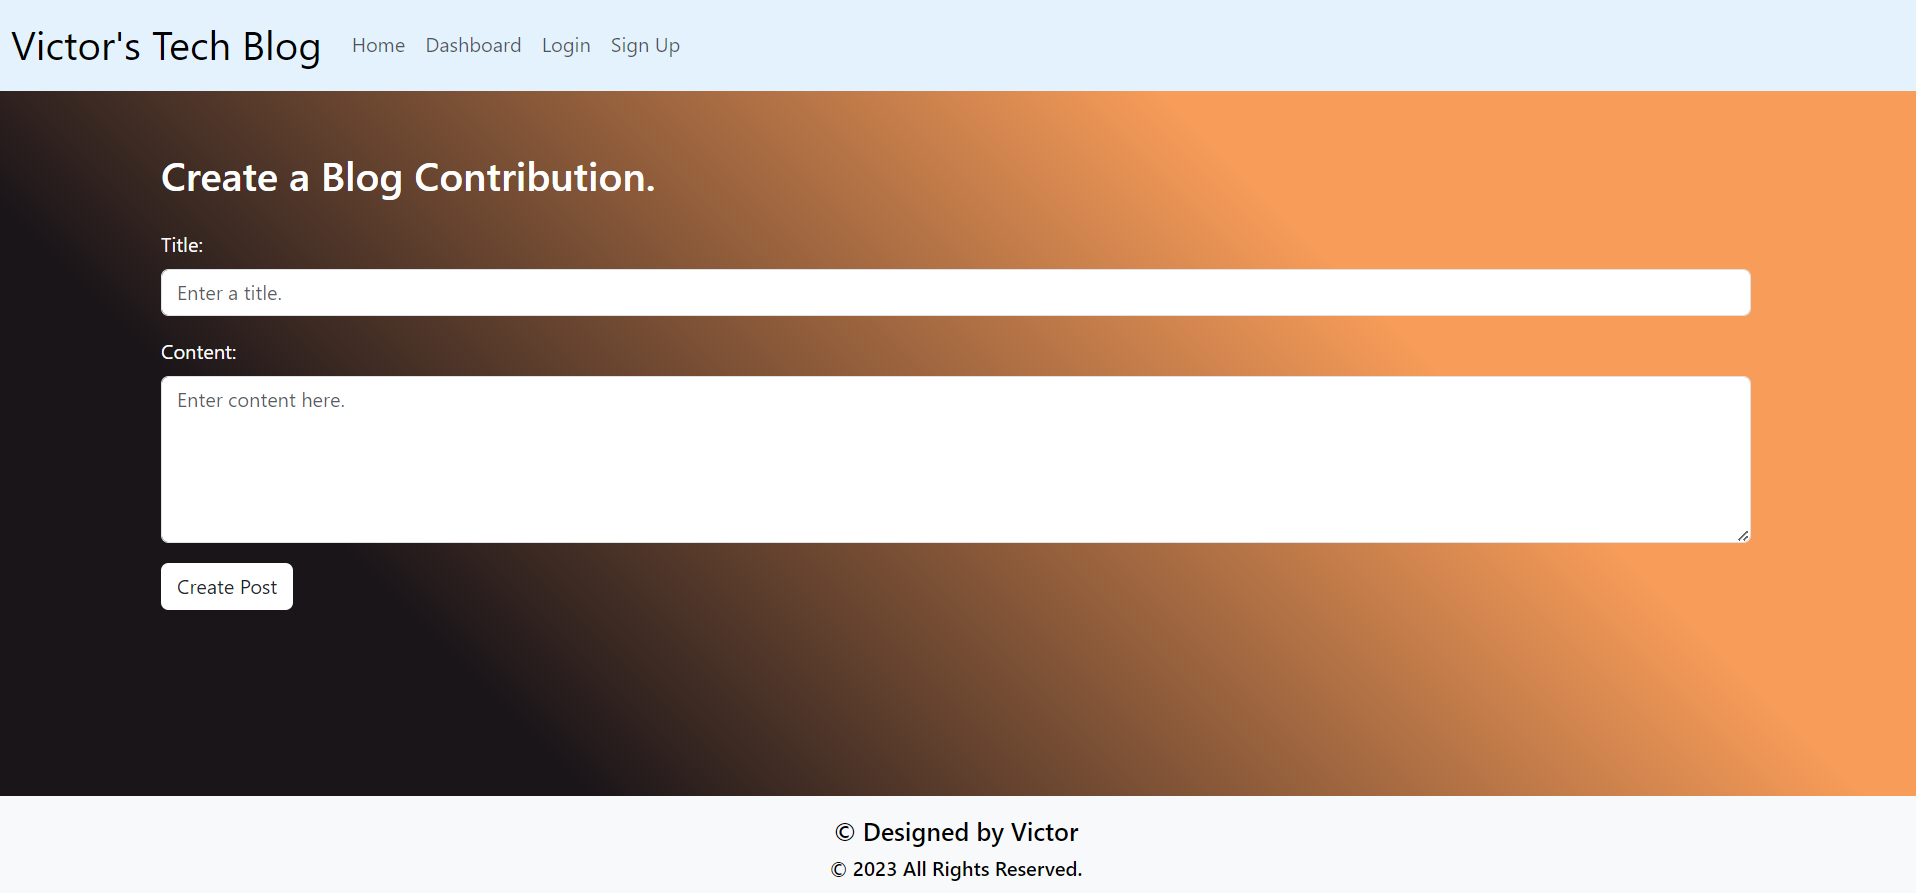 Victor's Tech Blog Home Dashboard Login Sign Up
Create a Blog Contribution.
Title:
Enter a title.
Content:
Enter content here.
Create Post
© Designed by Victor
© 2023 All Rights Reserved.